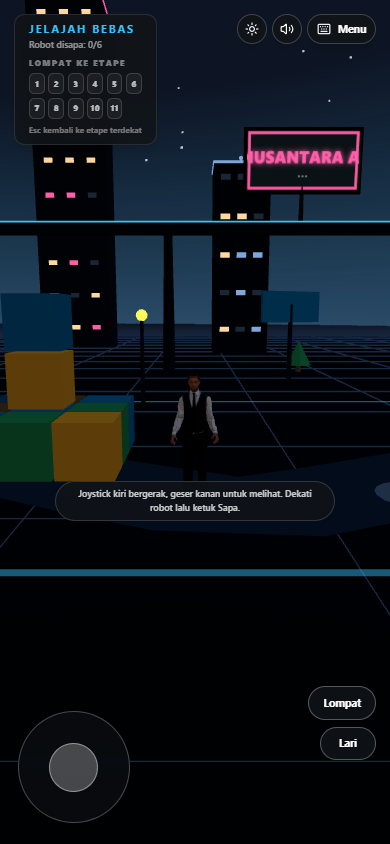 JELAJAH BEBAS
Robot disapa: 0/6
LOMPAT KE ETAPE
1 2 3 4 5 6
7 8 9 10 11
Esc kembali ke etape terdekat
Menu
NUSANTARA A
Joystick kiri bergerak, geser kanan untuk melihat. Dekati
robot lalu ketuk Sapa.
Lompat
Lari